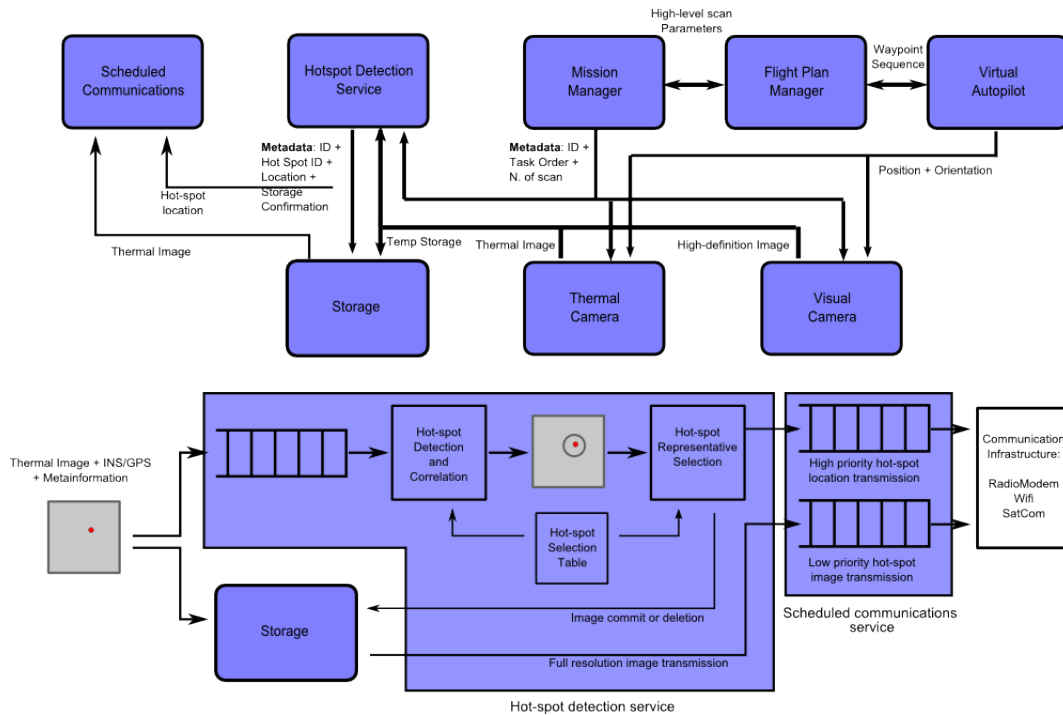 High-level scan
Parameters
Scheduled
Communications
Hotspot Detection
Service
Mission
Manager
Flight Plan
Manager
Waypoint
Sequence
Virtual
Autopilot
Metadata: ID +
Hot Spot ID +
Location +
Storage
Confirmation
Metadata: ID +
Task Order +
N. of scan
Position + Orientation
Hot-spot
location
Thermal Image
Temp Storage
Thermal Image
High-definition Image
Storage
Thermal
Camera
Visual
Camera
Thermal Image + INS/GPS
+ Metainformation
Hot-spot
Detection
and
Correlation
Hot-spot
Representative
Selection
Hot-spot
Selection
Table
High priority hot-spot
location transmission
Low priority hot-spot
image transmission
Communication
Infrastructure:
RadioModem
Wifi
SatCom
Scheduled communications
service
Storage
Image commit or deletion
Full resolution image transmission
Hot-spot detection service